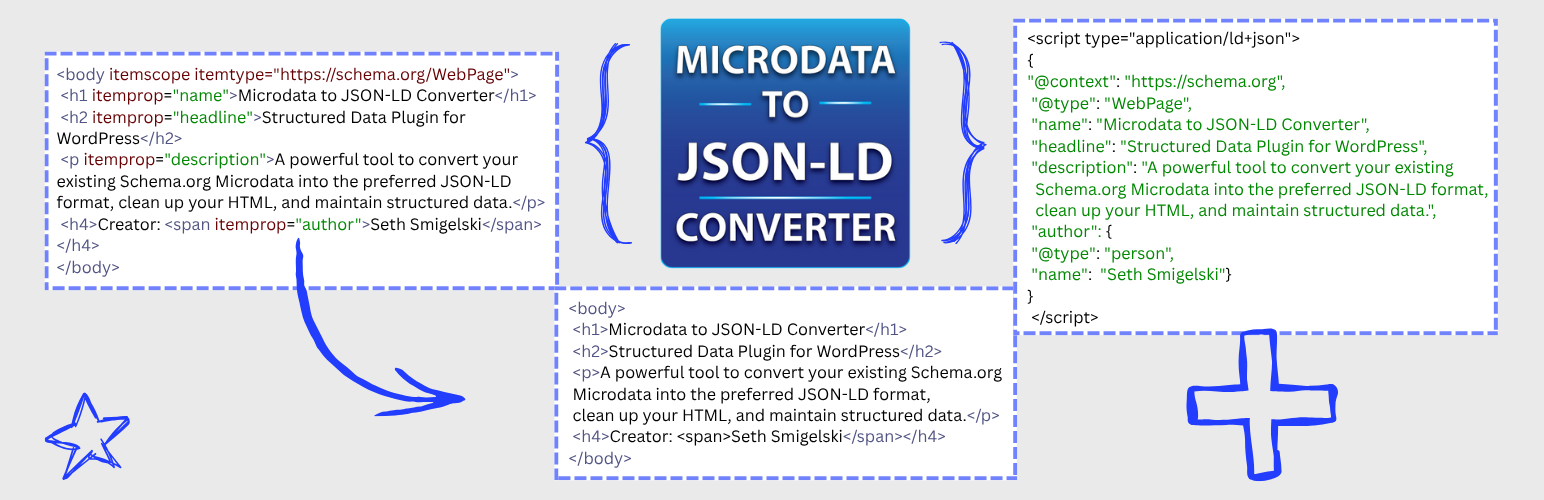 <body itemscope itemtype="https://schema.org/WebPage">
<h1 itemprop="name">Microdata to JSON-LD Converter</h1>
<h2 itemprop="headline">Structured Data Plugin for
WordPress</h2>
<p itemprop="description">A powerful tool to convert your
existing Schema.org Microdata into the preferred JSON-LD
format, clean up your HTML, and maintain structured data.</p>
<h4>Creator: <span itemprop="author">Seth Smigelski</span>
</h4>
</body>
MICRODATA
TO
JSON-LD
CONVERTER
<script type="application/ld+json">
{
"@context": "https://schema.org",
"@type": "WebPage",
"name": "Microdata to JSON-LD Converter",
"headline": "Structured Data Plugin for WordPress",
"description": "A powerful tool to convert your existing
Schema.org Microdata into the preferred JSON-LD format,
clean up your HTML, and maintain structured data.",
"author": {
"@type": "person",
"name":  "Seth Smigelski"}
}
</script>
<body>
<h1>Microdata to JSON-LD Converter</h1>
<h2>Structured Data Plugin for WordPress</h2>
<p>A powerful tool to convert your existing Schema.org
Microdata into the preferred JSON-LD format,
clean up your HTML, and maintain structured data.</p>
<h4>Creator: <span>Seth Smigelski</span></h4>
</body>